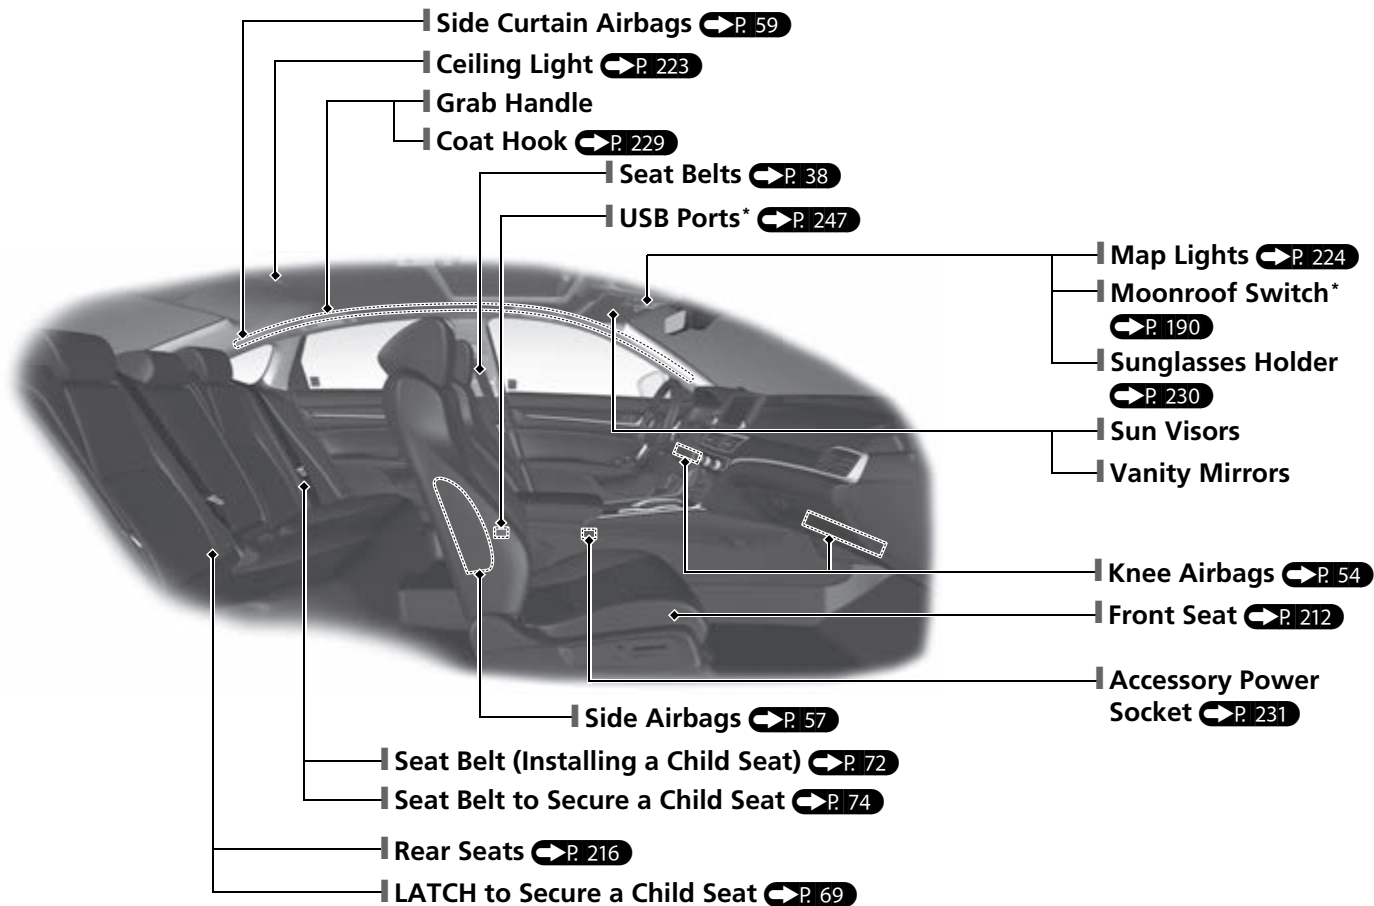 Side Curtain Airbags P. 59
Ceiling Light P. 223
Grab Handle
Coat Hook P. 229
Seat Belts P. 38
USB Ports* P. 247
Map Lights P. 224
Moonroof Switch*
P. 190
Sunglasses Holder
P. 230
Sun Visors
Vanity Mirrors
Knee Airbags P. 54
Front Seat P. 212
Accessory Power
Socket P. 231
Side Airbags P. 57
Seat Belt (Installing a Child Seat) P. 72
Seat Belt to Secure a Child Seat P. 74
Rear Seats P. 216
LATCH to Secure a Child Seat P. 69